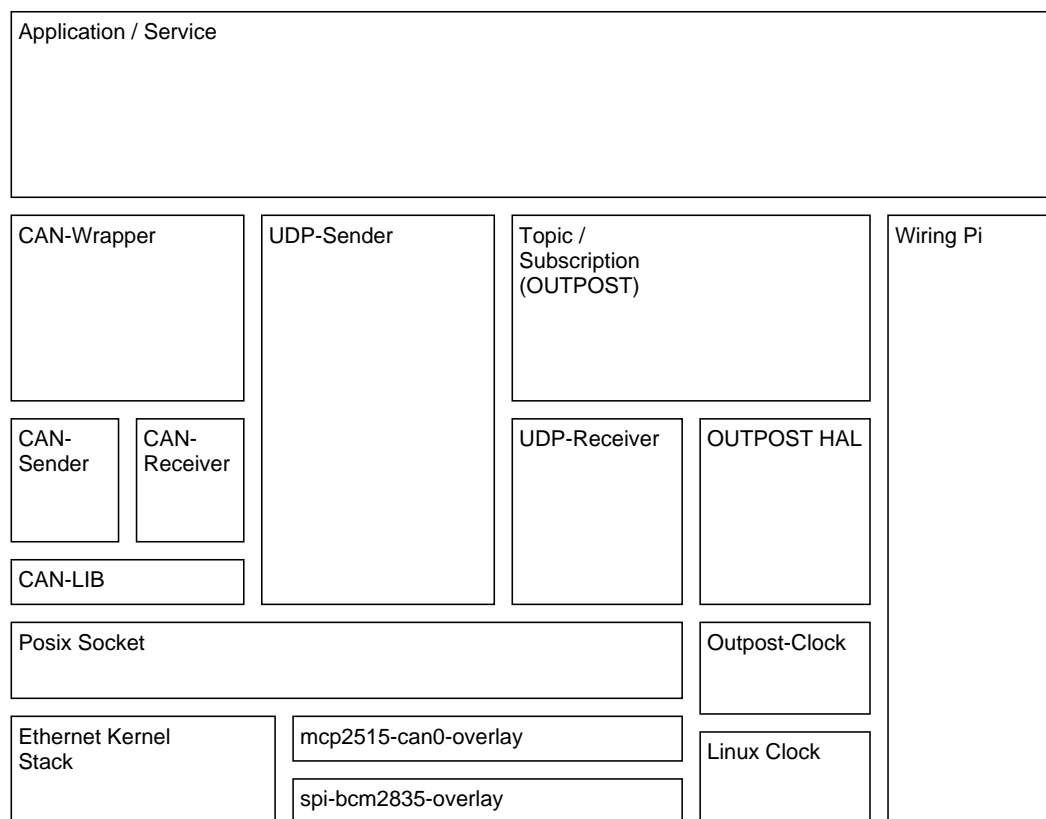 Application / Service
CAN-Wrapper
UDP-Sender
Topic /
Subscription
(OUTPOST)
Wiring Pi
CAN-
Sender
CAN-
Receiver
UDP-Receiver
OUTPOST HAL
CAN-LIB
Posix Socket
Outpost-Clock
Ethernet Kernel
Stack
mcp2515-can0-overlay
Linux Clock
spi-bcm2835-overlay